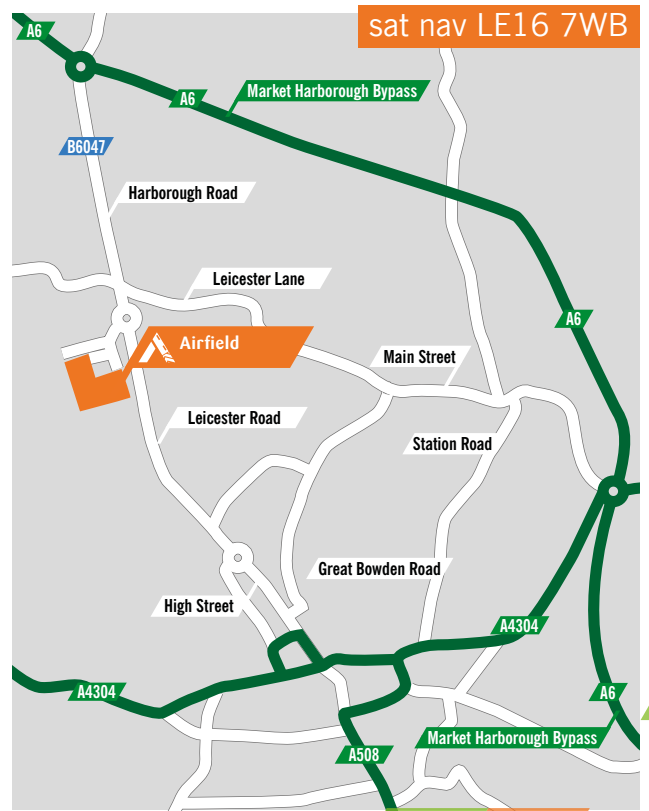 sat nav LE16 7WB
A6
Market Harborough Bypass
A6
B6047
Harborough Road
Leicester Lane
A6
Airfield
Main Street
Leicester Road
Station Road
Great Bowden Road
High Street
A4304
A4304
A6
Market Harborough Bypass
A508